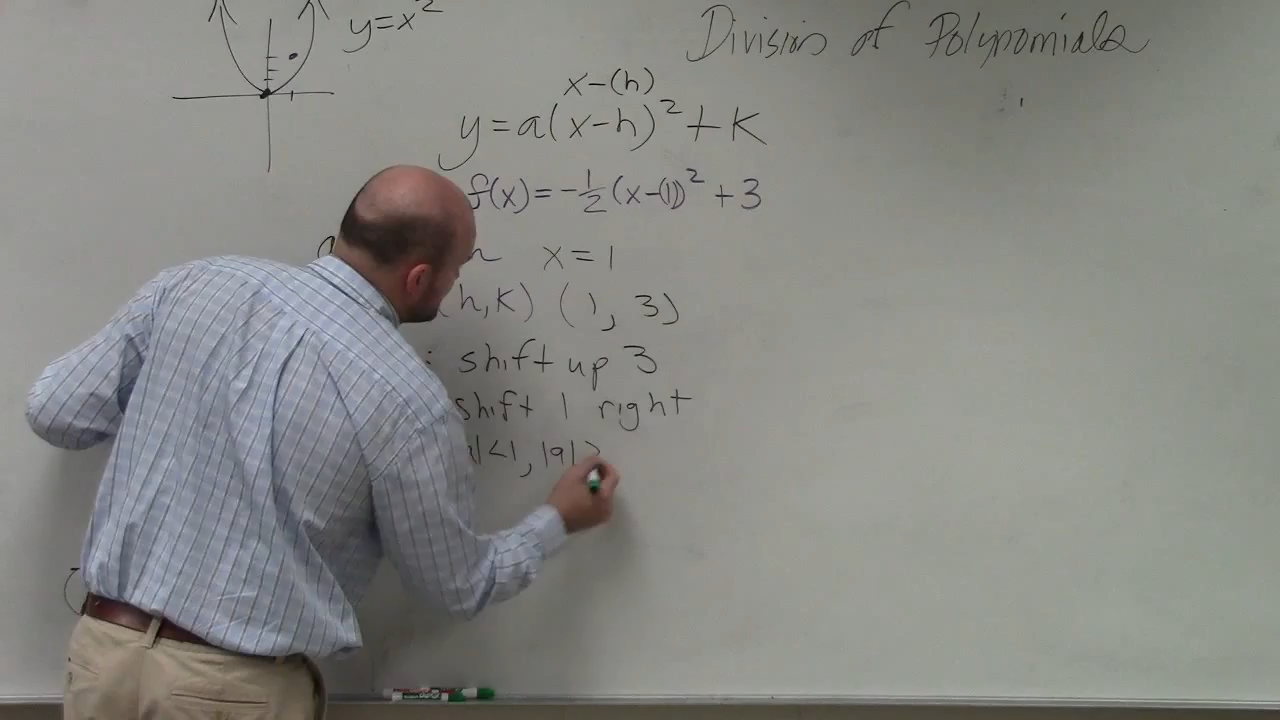 y=x²
Division of Polynomials
x-(h)
y=a(x-h)²+k
f(x)=-1/2(x-(1))²+3
x=1
(h,k) (1, 3)
: shift up 3
shift 1 right
a|<1, |a|>